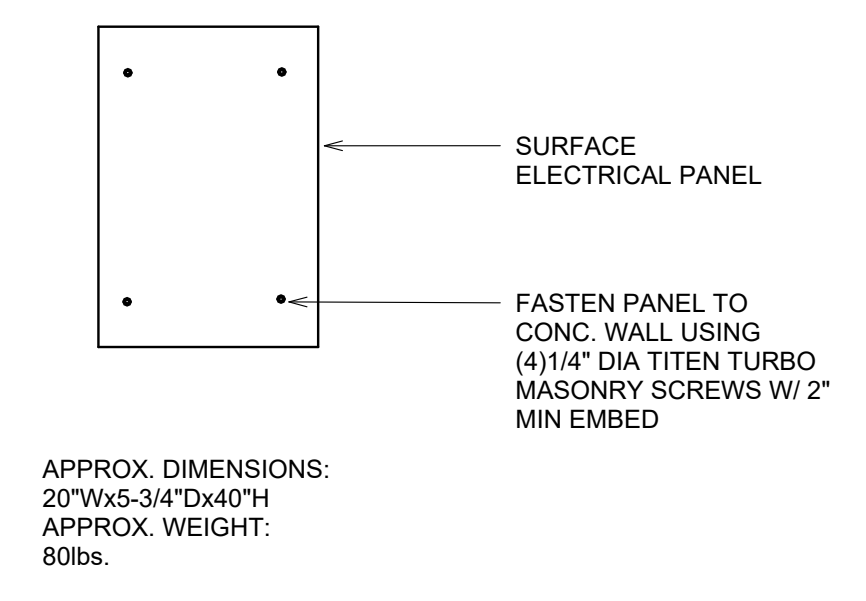 SURFACE
ELECTRICAL PANEL
FASTEN PANEL TO
CONC. WALL USING
(4)1/4" DIA TITEN TURBO
MASONRY SCREWS W/ 2"
MIN EMBED
APPROX. DIMENSIONS:
20"Wx5-3/4"Dx40"H
APPROX. WEIGHT:
80lbs.